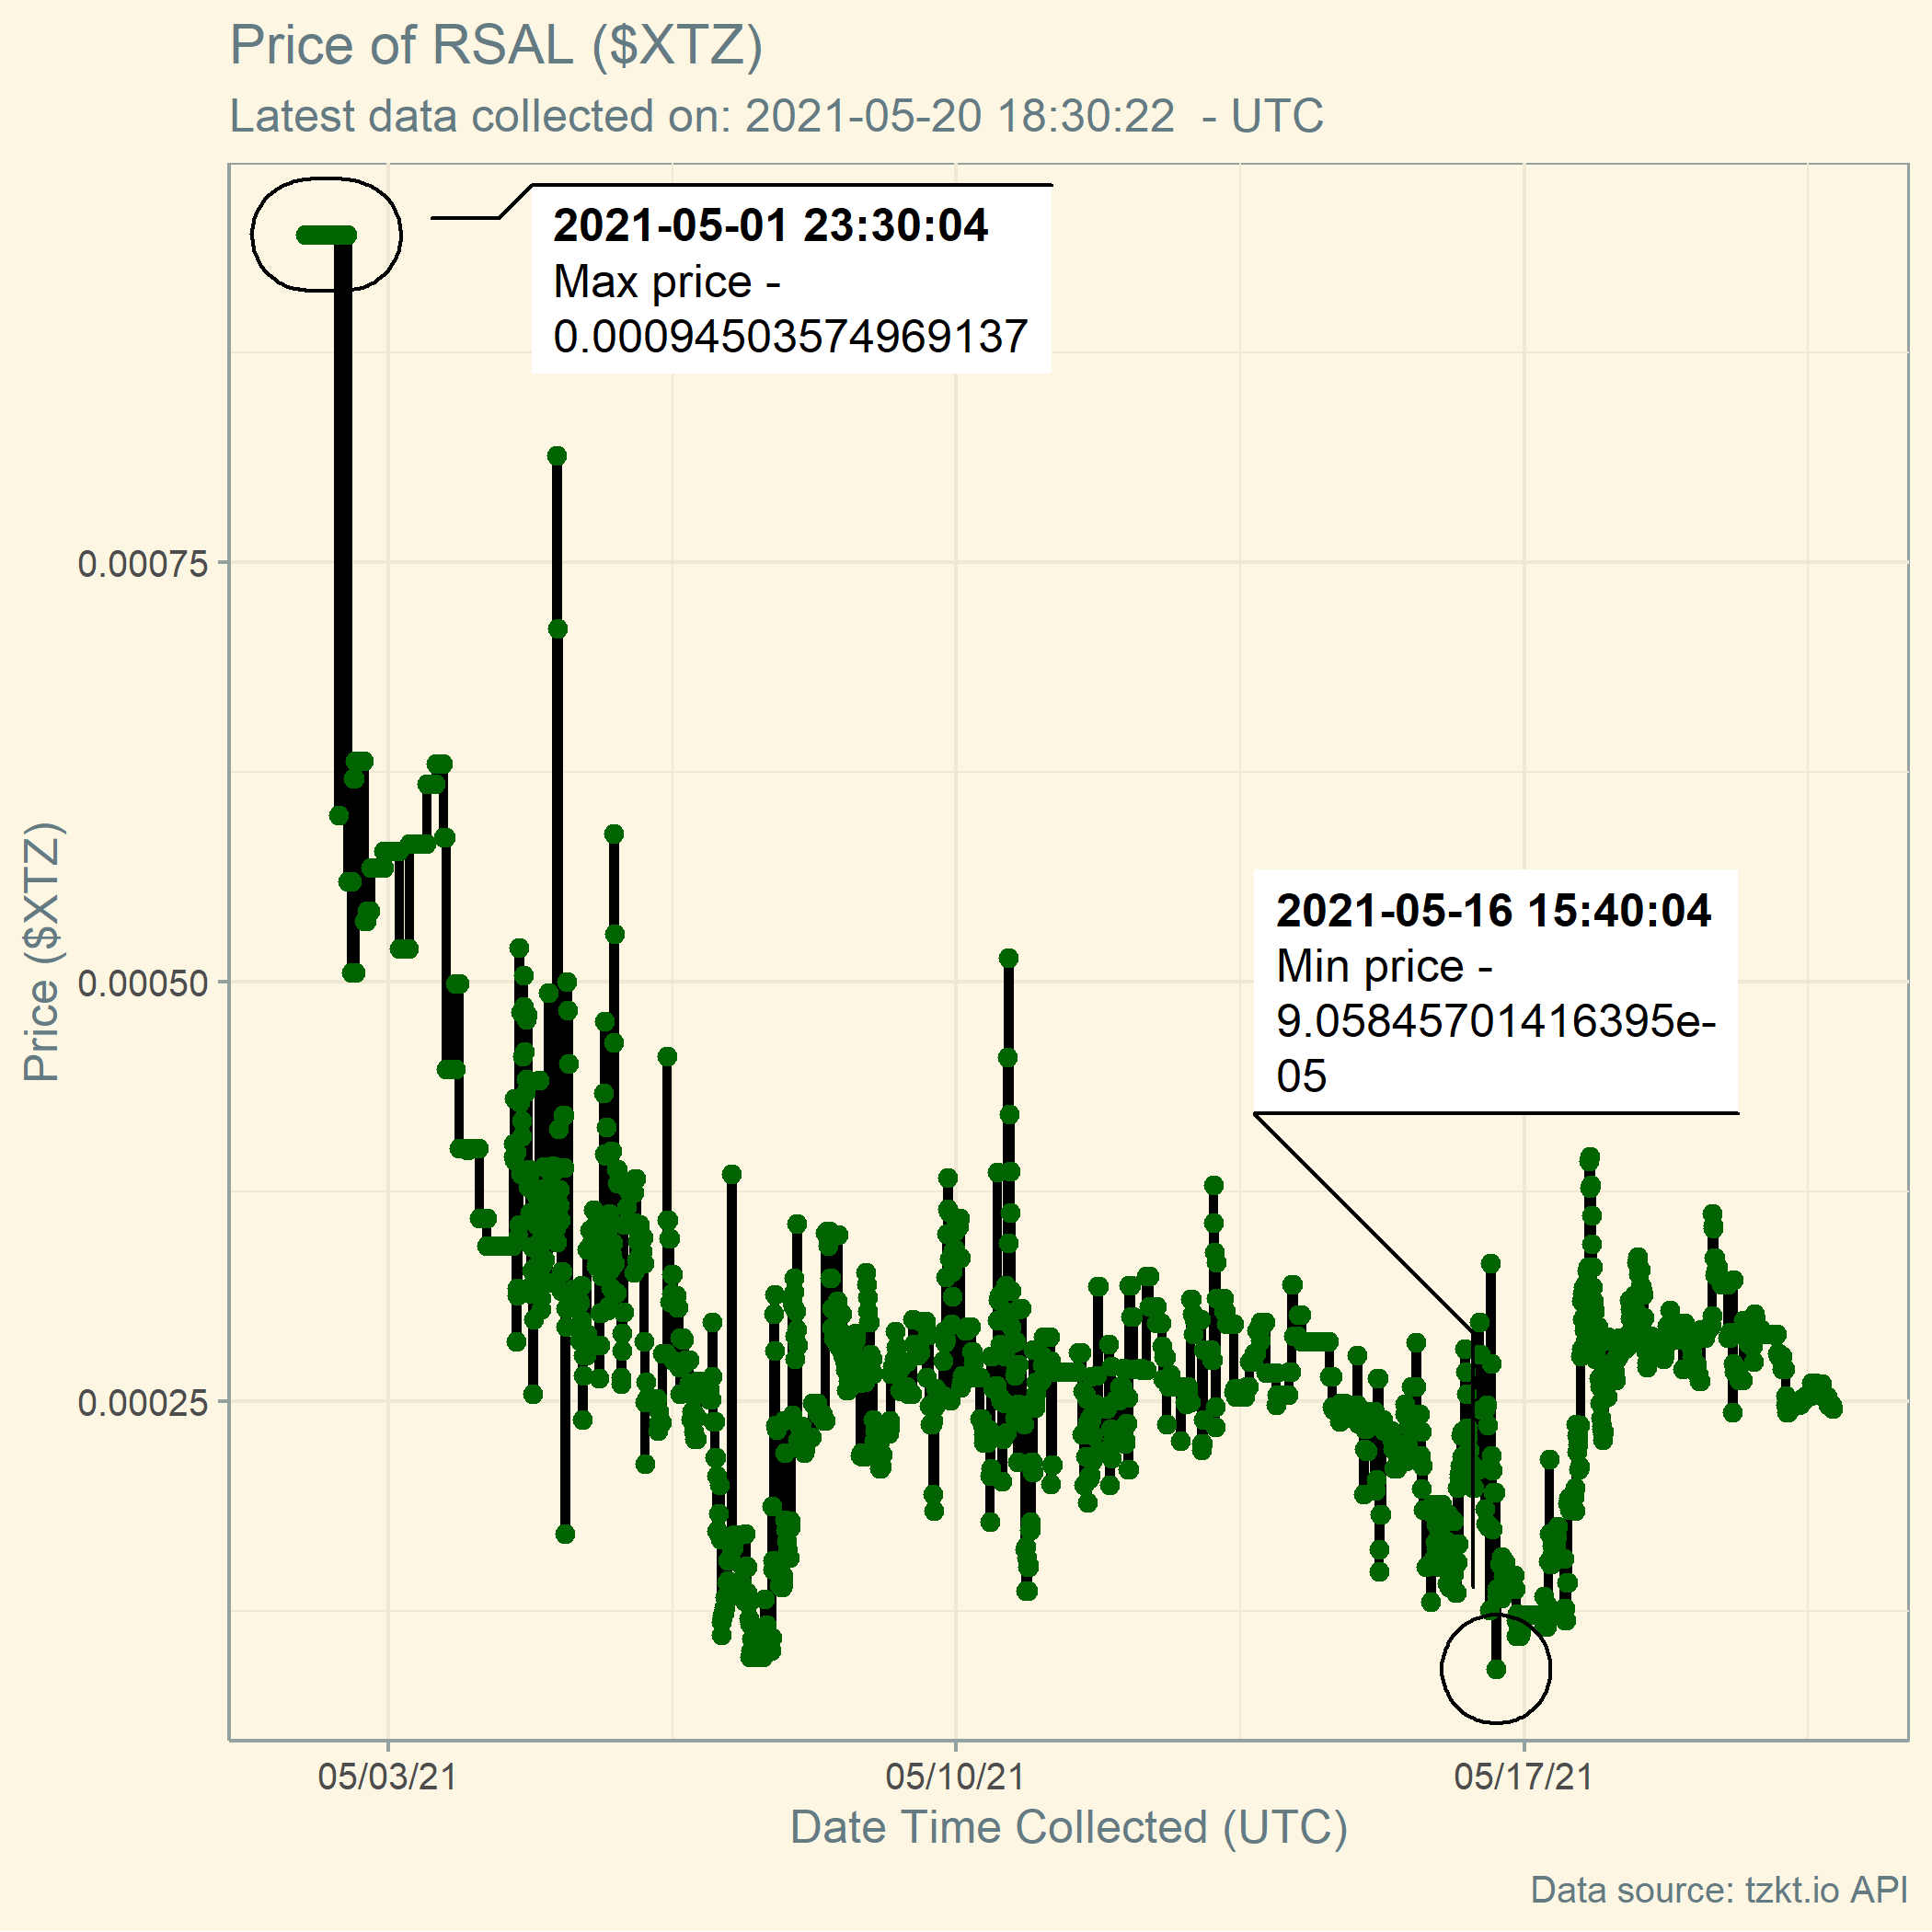 Price of RSAL ($XTZ)
Latest data collected on: 2021-05-20 18:30:22  - UTC
2021-05-01 23:30:04
Max price -
0.000945035749​69137
0.00075
2021-05-16 15:40:04
Min price -
9.05845701416395e-
05
0.00050
Price ($XTZ)
0.00025
05/03/21
05/10/21
05/17/21
Date Time Collected (UTC)
Data source: tzkt.io API